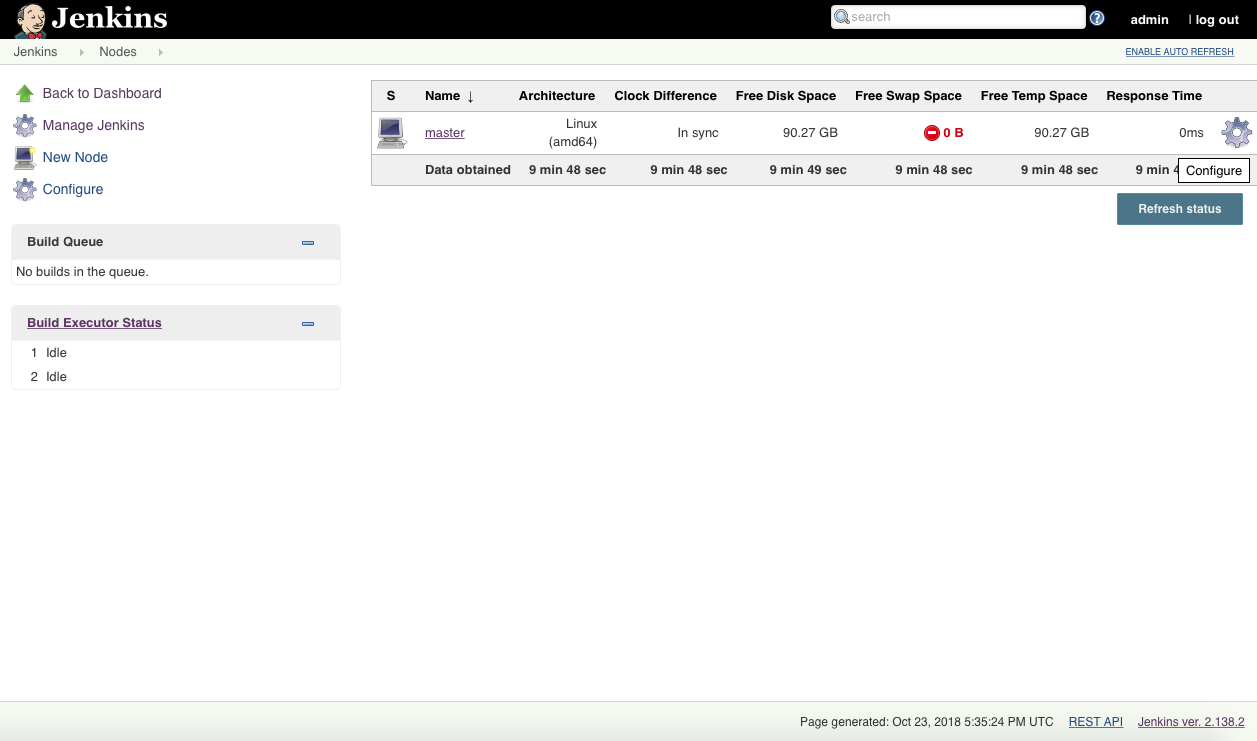 Jenkins
search
admin
| log out
Jenkins
Nodes
ENABLE AUTO REFRESH
Back to Dashboard
Manage Jenkins
New Node
Configure
Build Queue
No builds in the queue.
Build Executor Status
1 Idle
2 Idle
S Name ↓ Architecture Clock Difference Free Disk Space Free Swap Space Free Temp Space Response Time
master Linux (amd64) In sync 90.27 GB 0 B 90.27 GB 0ms
Data obtained 9 min 48 sec 9 min 48 sec 9 min 49 sec 9 min 48 sec 9 min 48 sec 9 min
Configure
Refresh status
Page generated: Oct 23, 2018 5:35:24 PM UTC REST API Jenkins ver. 2.138.2